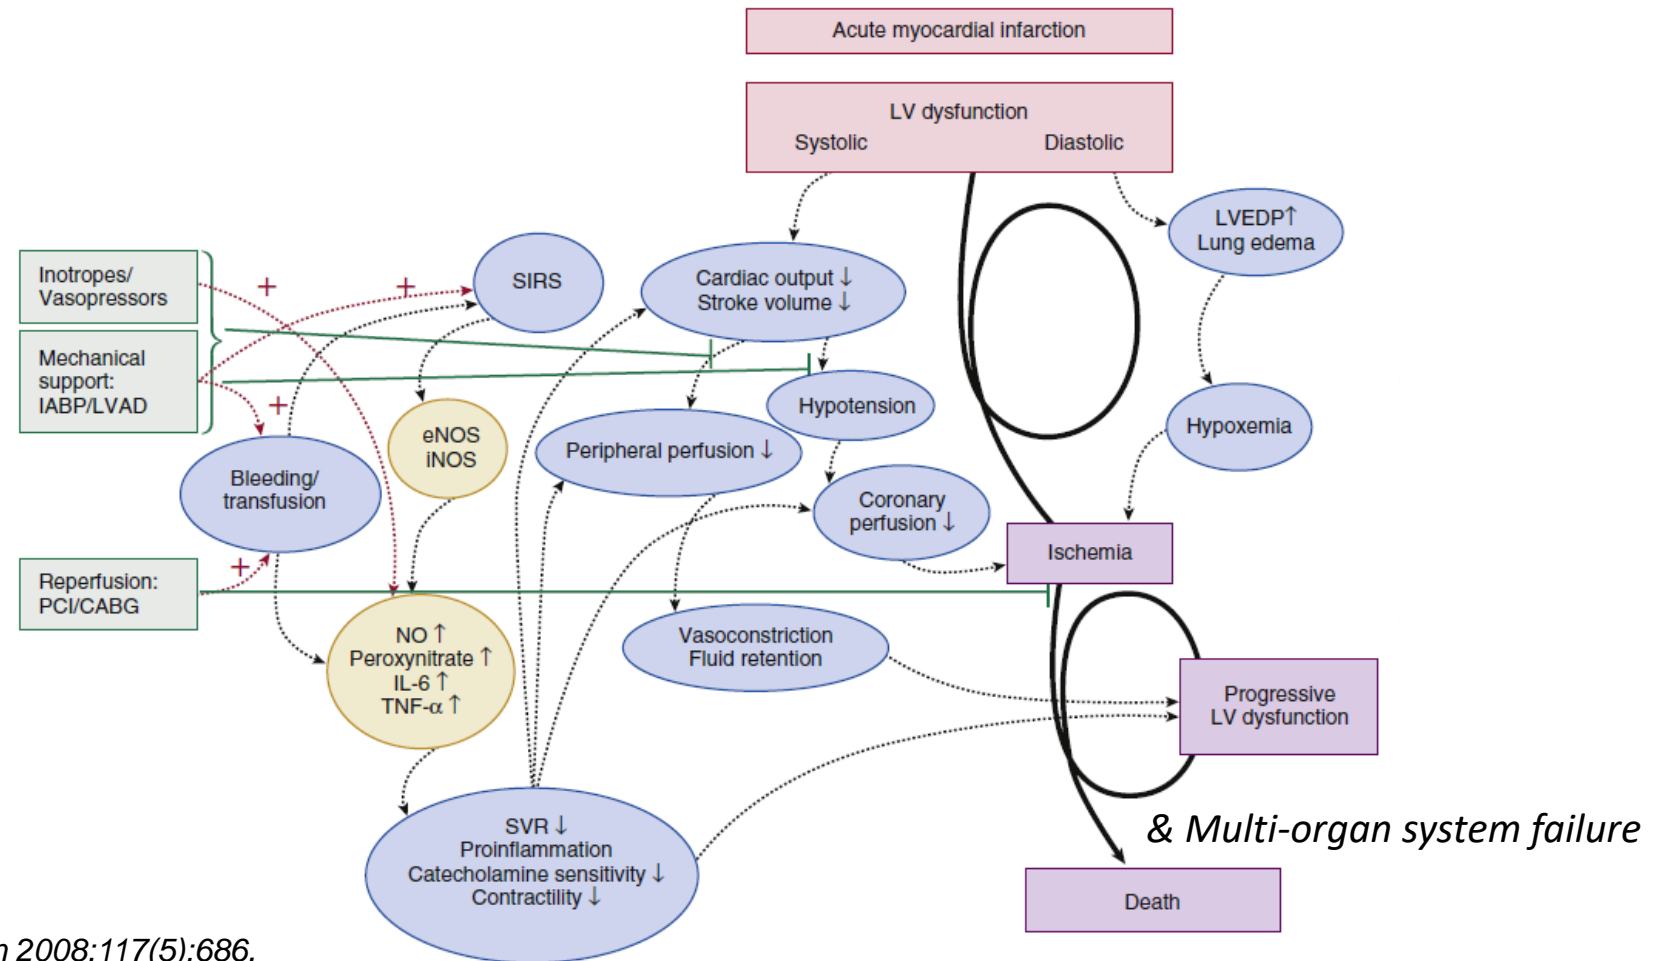 Acute myocardial infarction
LV dysfunction
Systolic Diastolic
LVEDP↑
Lung edema
Inotropes/
Vasopressors
+ +
SIRS
Cardiac output ↓
Stroke volume ↓
Mechanical
support:
IABP/LVAD
+
Hypotension
Hypoxemia
eNOS
iNOS
Peripheral perfusion ↓
Bleeding/
transfusion
Coronary
perfusion ↓
Ischemia
Reperfusion:
PCI/CABG
+
NO ↑
Peroxynitrate ↑
IL-6 ↑
TNF-α ↑
Vasoconstriction
Fluid retention
Progressive
LV dysfunction
& Multi-organ system failure
SVR ↓
Proinflammation
Catecholamine sensitivity ↓
Contractility ↓
Death
2008;117(5):686.